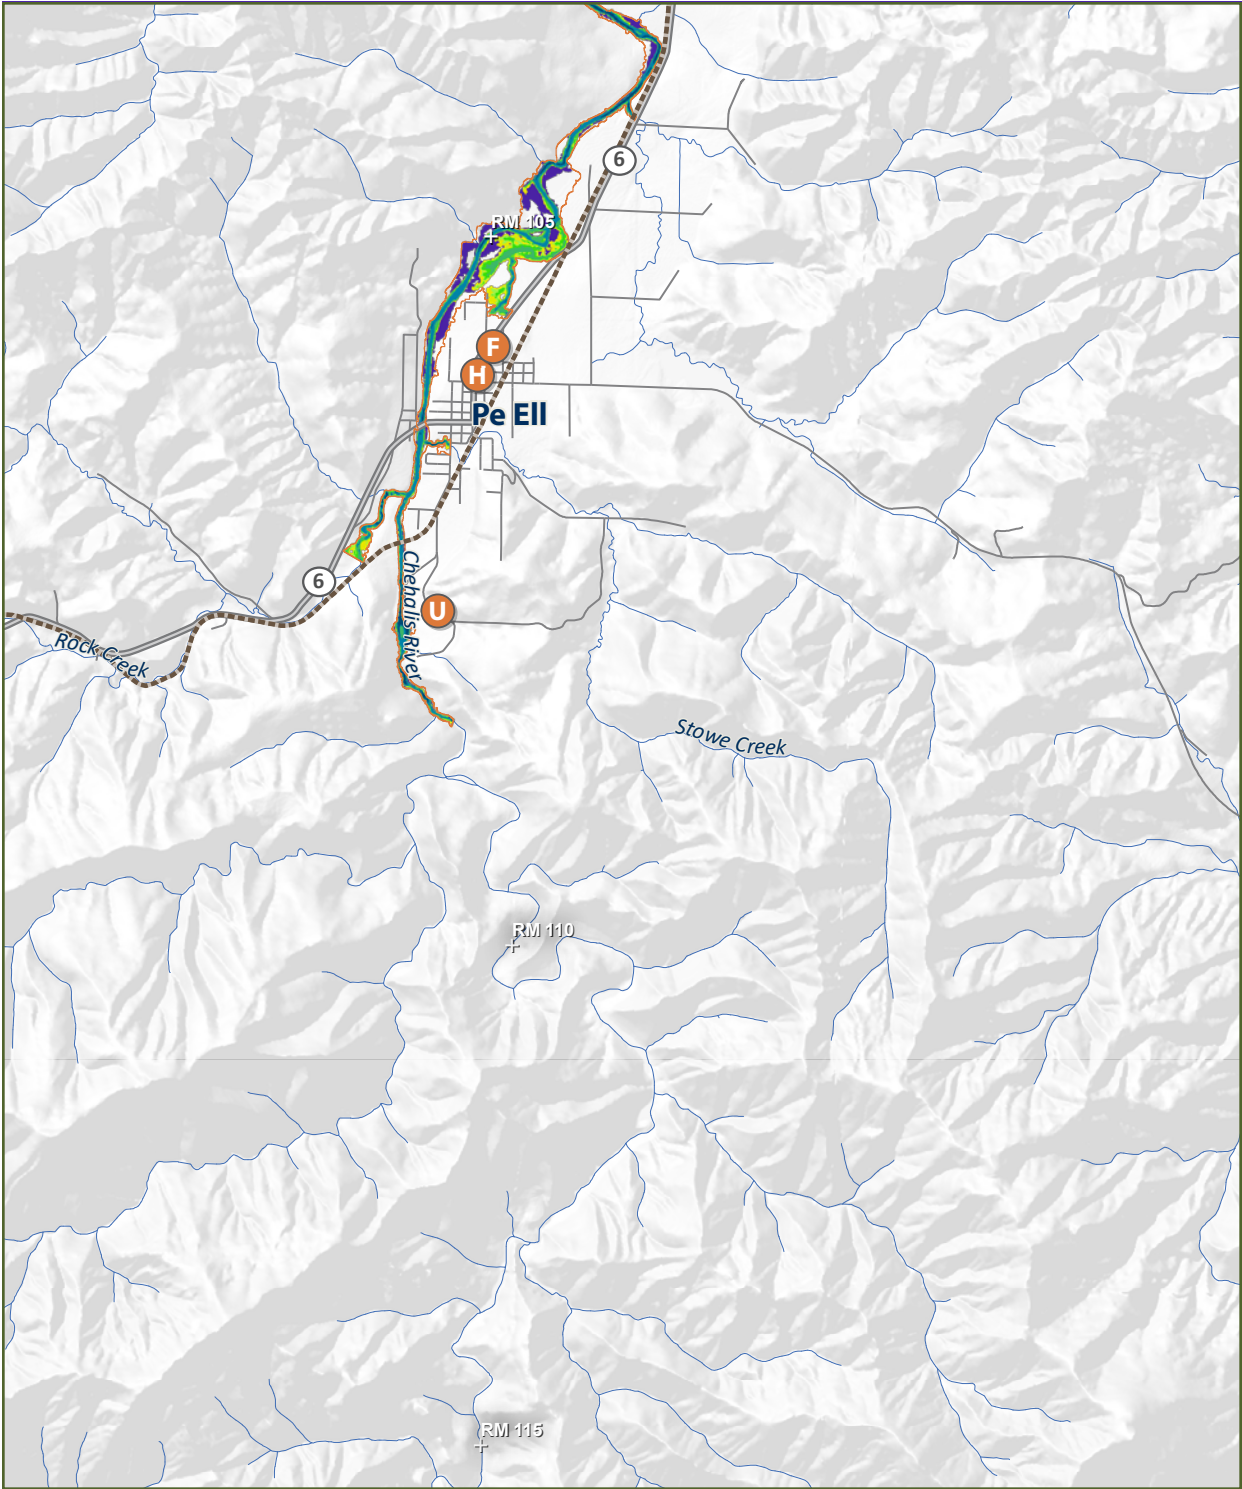 6
RM 105
F
H
Pe Ell
6
Chehalis River
U
Rock Creek
Stowe Creek
RM 110
RM 115